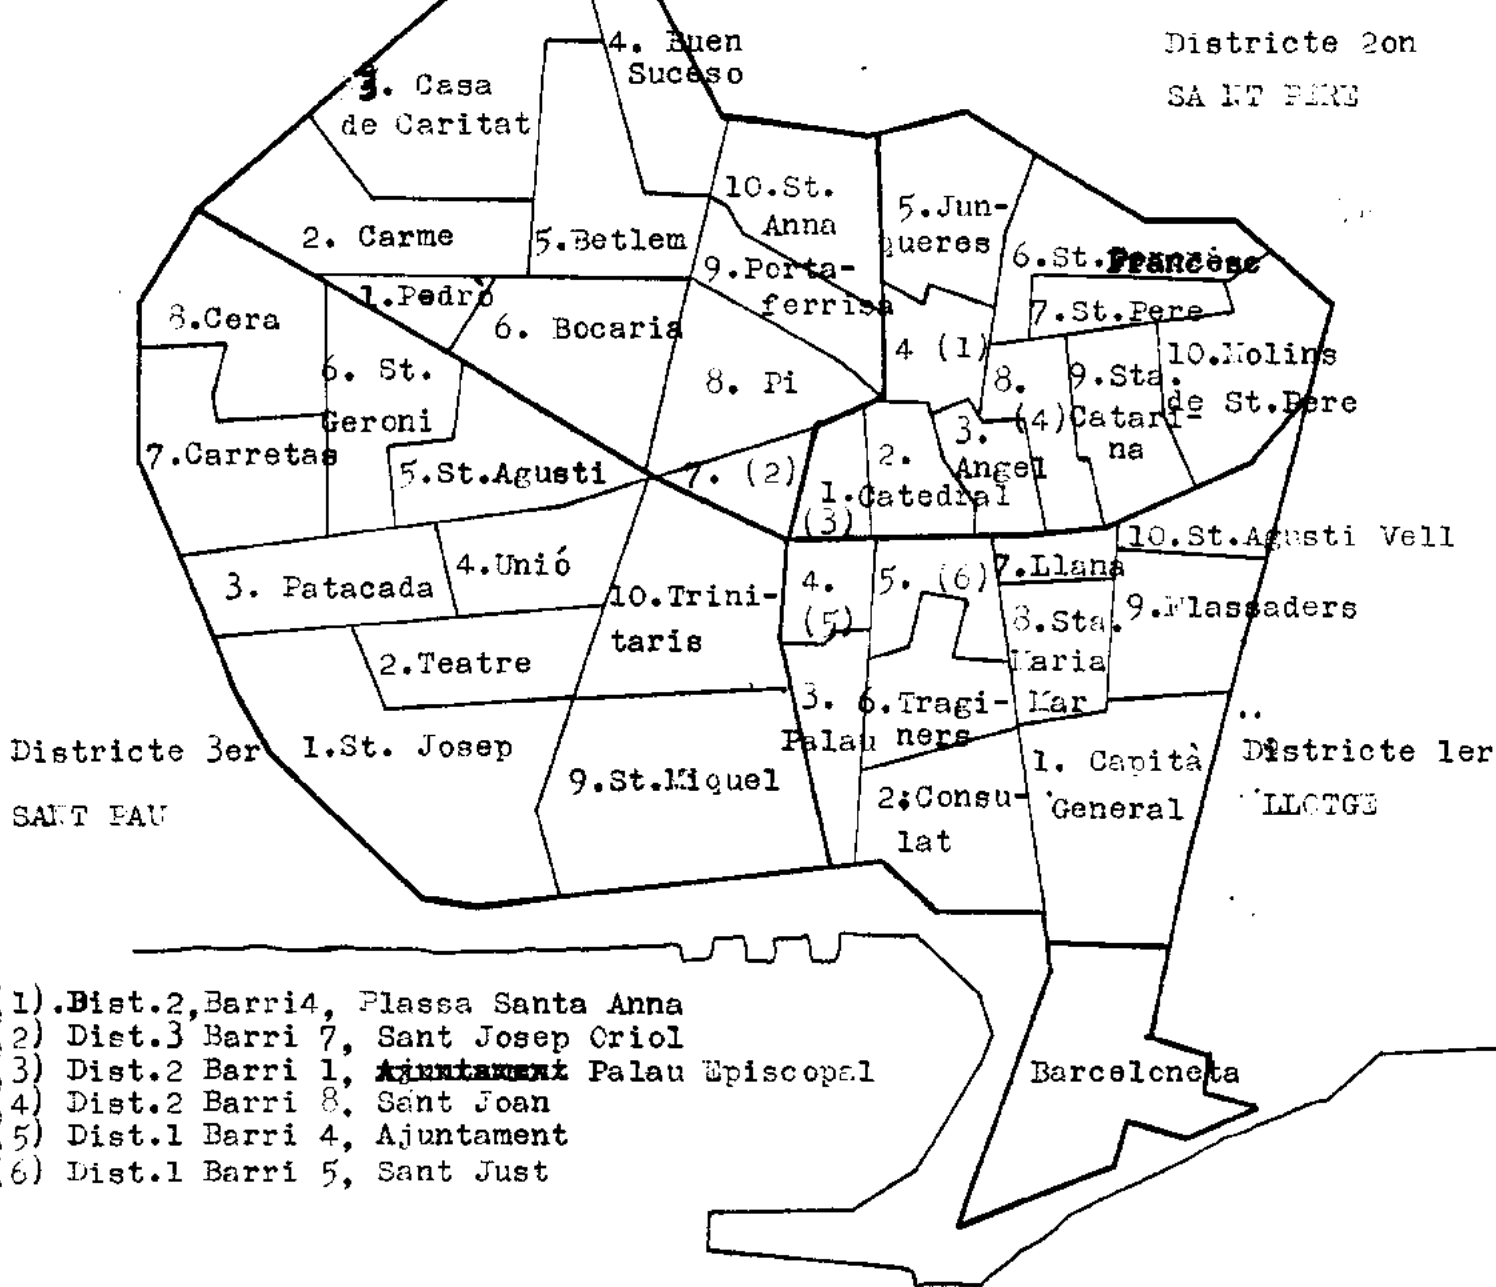 Districte 2on
SANT PERE
4. Buen
Suceso
3. Casa
de Caritat
10.St.
Anna
5.Jun-
queres
2. Carme
5.Betlem
9.Porta-
ferrisa
6.St.Francesc
1.Pedró
6. Bocaria
7.St.Pere
8.Cera
4 (1)
10.Molins
de St.Pere
6. St.
Geroni
8. Pi
8.
(4)
9.Sta.
Catari-
na
7.Carretas
5.St.Agusti
7. (2)
1.
(3)
2.
Catedral
3.
Angel
10.St.Agusti Vell
3. Patacada
4.Unió
10.Trini-
taris
4.
(5)
5. (6)
7.Llana
8.Sta.
Maria
Mar
9.Flassaders
2.Teatre
3.
Palau
6.Tragi-
ners
Districte 3er
SANT PAU
1.St. Josep
9.St.Miquel
2.Consu-
lat
1. Capità
General
Districte 1er
LLOTGE
(1).Dist.2,Barri4, Plassa Santa Anna
(2) Dist.3 Barri 7, Sant Josep Oriol
(3) Dist.2 Barri 1, Ajuntament Palau Episcopal
(4) Dist.2 Barri 8. Sant Joan
(5) Dist.1 Barri 4, Ajuntament
(6) Dist.1 Barri 5, Sant Just
Barceloneta